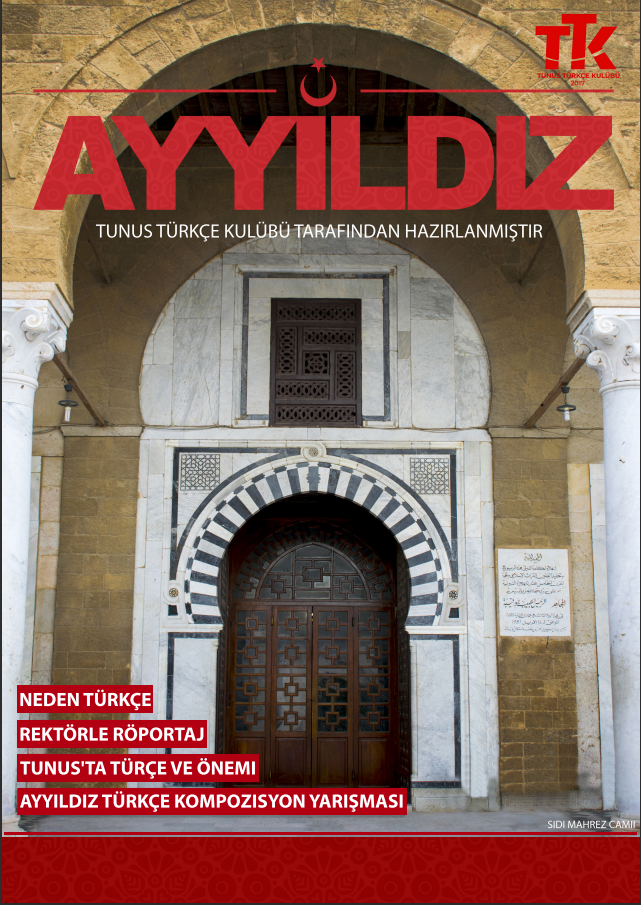 TTK
TUNUS TÜRKÇE KULÜBÜ
2017
AYYILDIZ
TUNUS TÜRKÇE KULÜBÜ TARAFINDAN HAZIRLANMIŞTIR
NEDEN TÜRKÇE
REKTÖRLE RÖPORTAJ
TUNUS'TA TÜRÇE VE ÖNEMI
AYYILDIZ TÜRKÇE KOMPOZISYON YARIŞMASI
SIDI MAHREZ CAMII